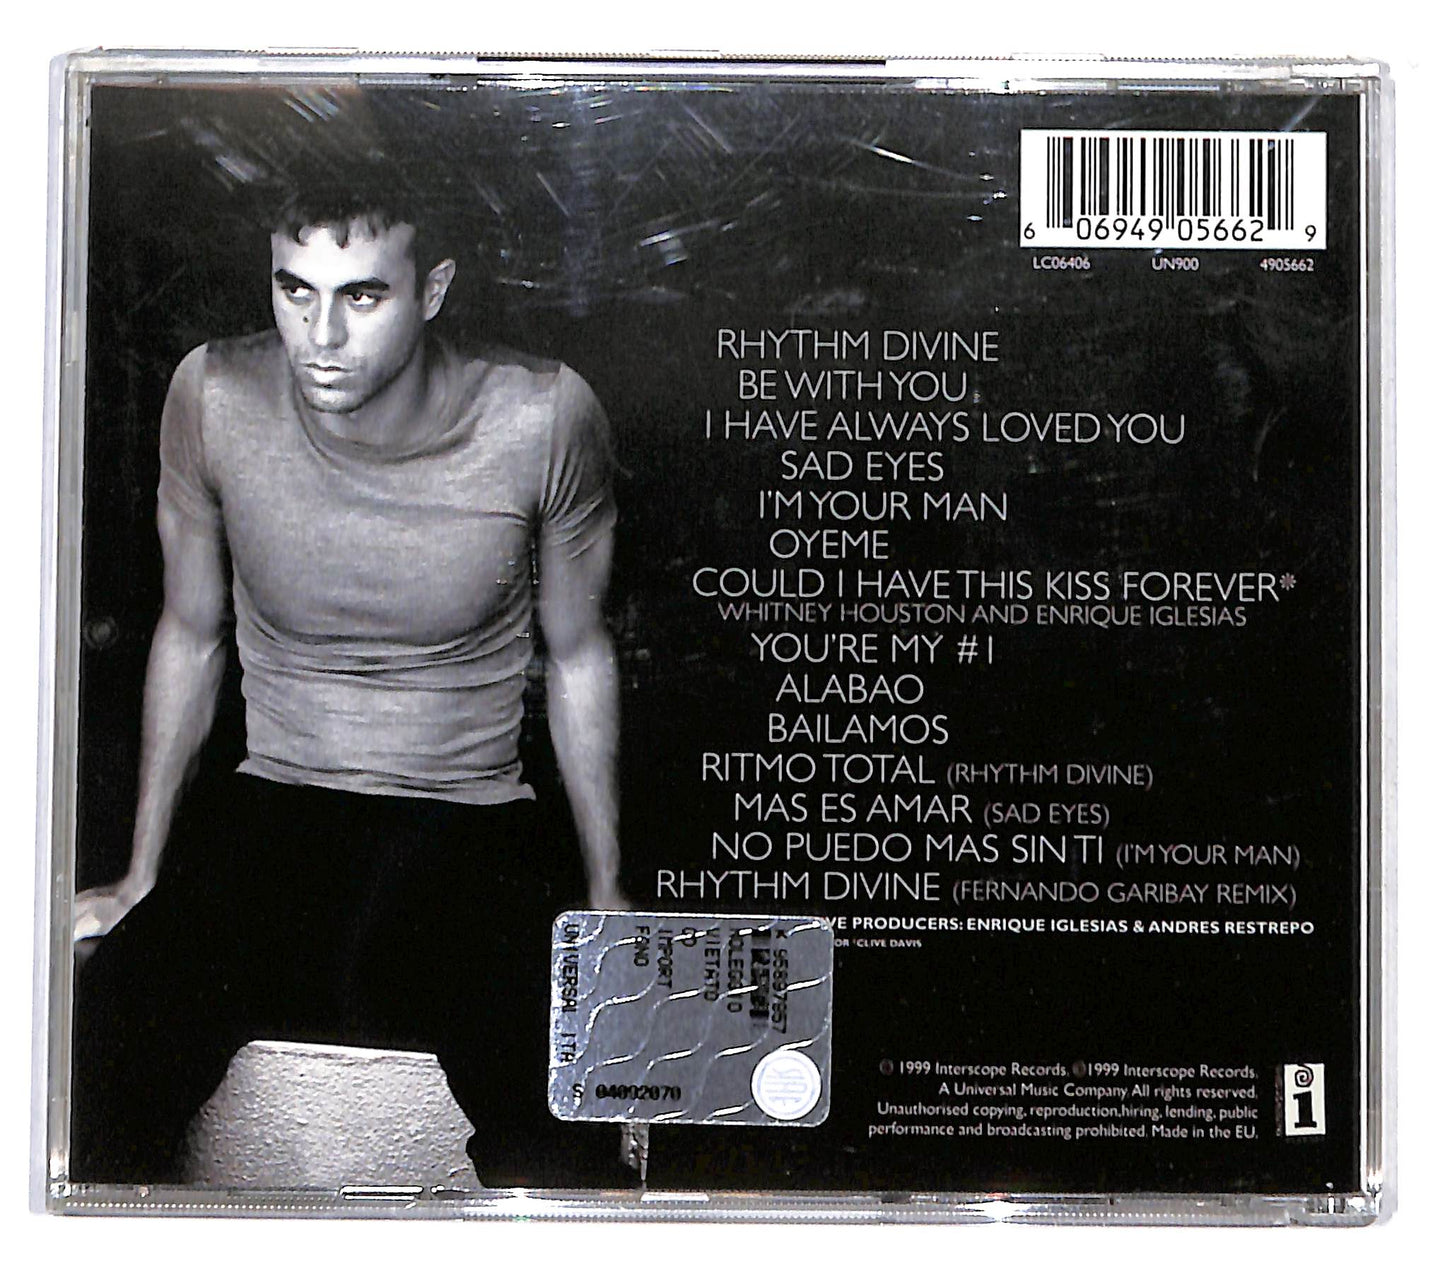 6 06949 05662 9
LC06406 UN900 4905662
RHYTHM DIVINE
BE WITH YOU
I HAVE ALWAYS LOVED YOU
SAD EYES
I'M YOUR MAN
OYEME
COULD I HAVE THIS KISS FOREVER*
WHITNEY HOUSTON AND ENRIQUE IGLESIAS
YOU'RE MY #1
ALABAO
BAILAMOS
RITMO TOTAL (RHYTHM DIVINE)
MAS ES AMAR (SAD EYES)
NO PUEDO MAS SIN TI (I'M YOUR MAN)
RHYTHM DIVINE (FERNANDO GARIBAY REMIX)
PRODUCERS: ENRIQUE IGLESIAS & ANDRES RESTREPO
*CLIVE DAVIS
K 95897657
NOLEGGIO
VIETATO
CD
IMPORT
FONO
UNIVERSAL ITA
S 04092070
℗ 1999 Interscope Records. ©1999 Interscope Records.
A Universal Music Company. All rights reserved.
Unauthorised copying, reproduction, hiring, lending, public
performance and broadcasting prohibited. Made in the EU.
i